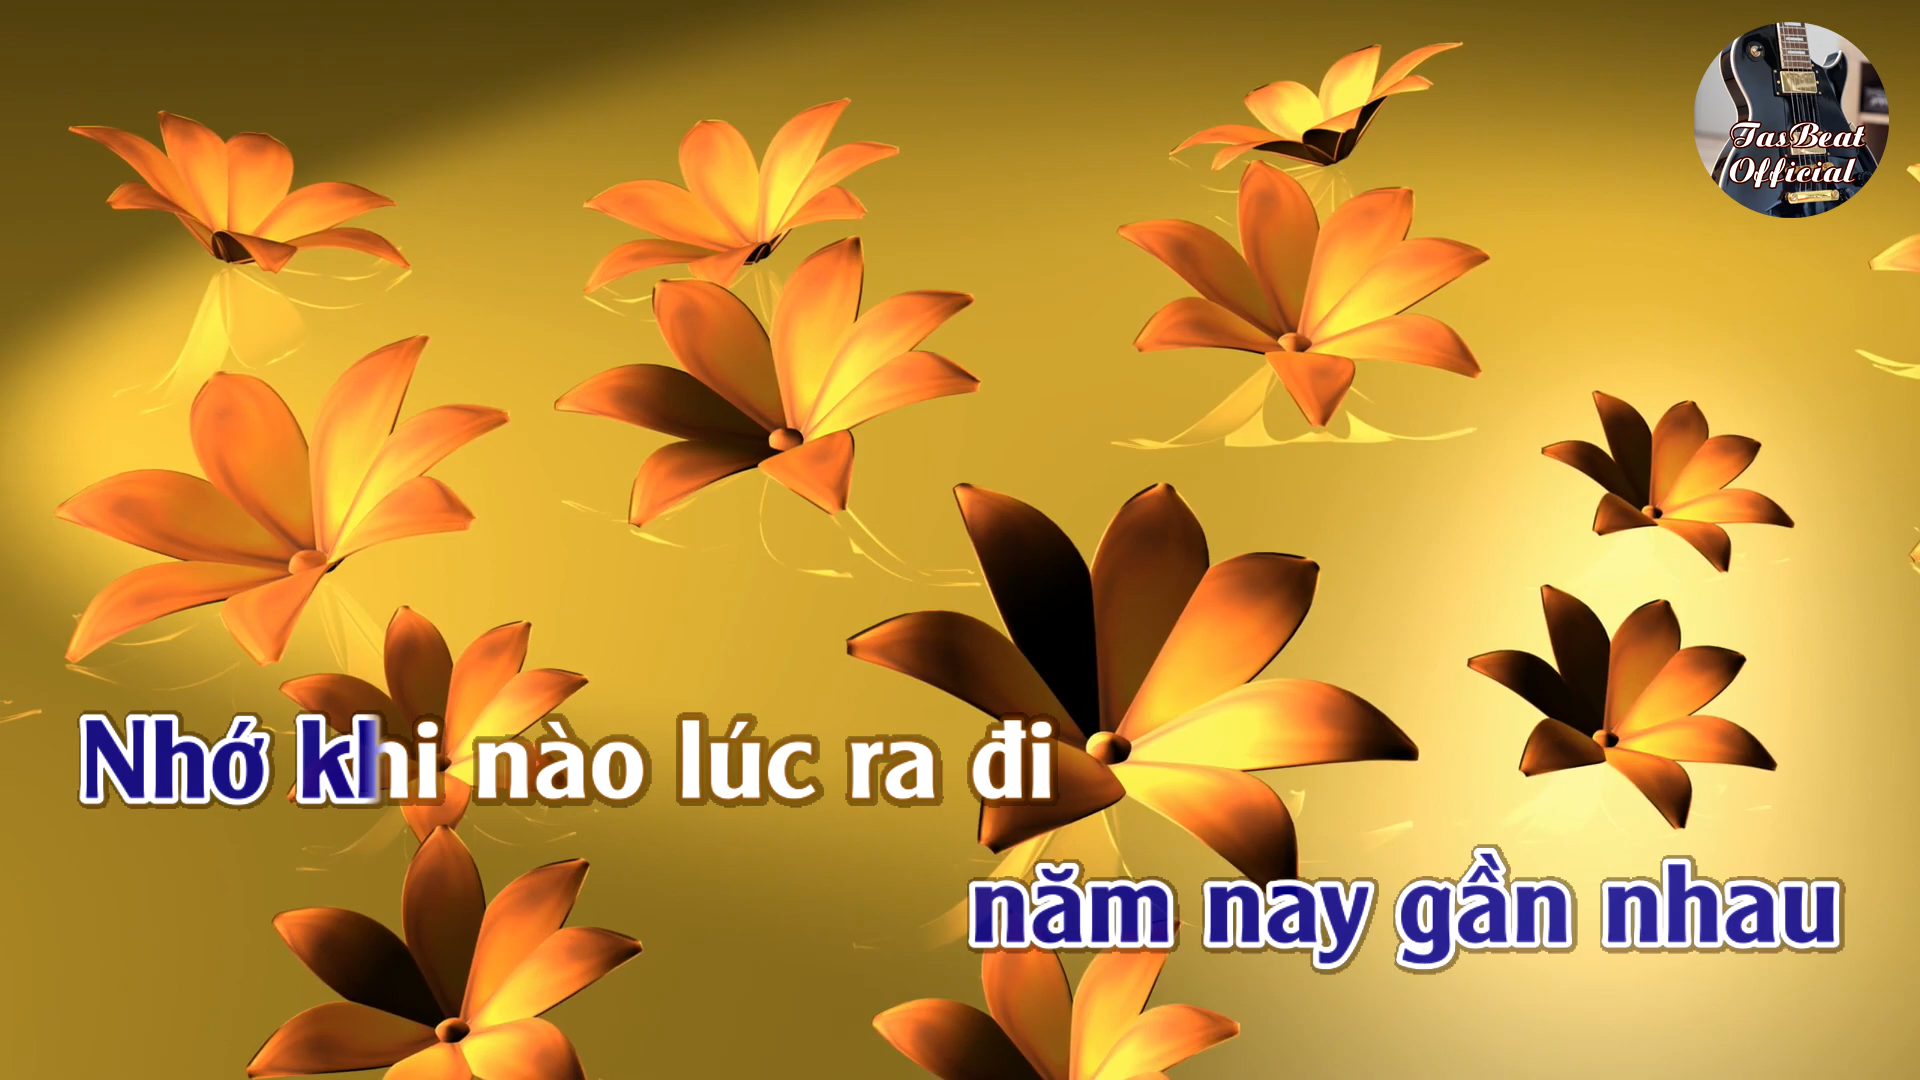 TasBeat
Official
Nhớ khi nào lúc ra đi
năm nay gần nhau